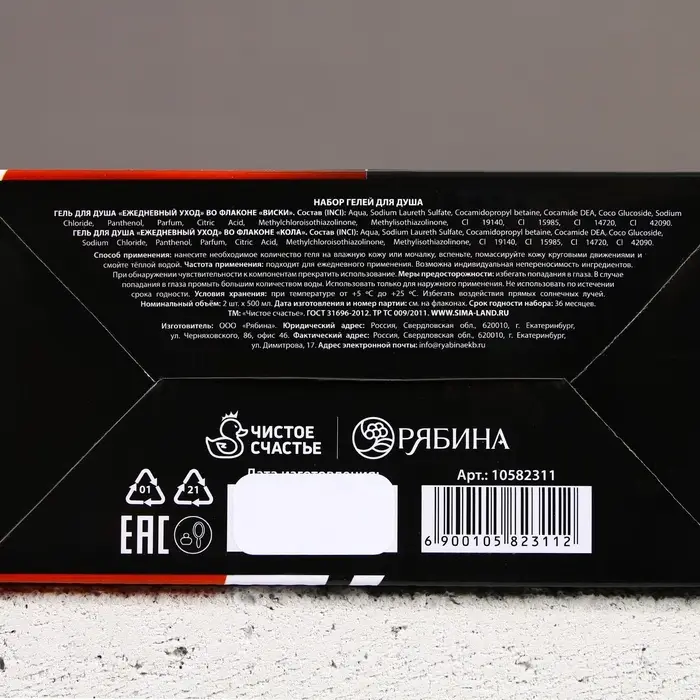 НАБОР ГЕЛЕЙ ДЛЯ ДУША
ГЕЛЬ ДЛЯ ДУША «ЕЖЕДНЕВНЫЙ УХОД» ВО ФЛАКОНЕ «ВИСКИ». Состав (INCI): Aqua, Sodium Laureth Sulfate, Cocamidopropyl betaine, Cocamide DEA, Coco Glucoside, Sodium
Chloride, Panthenol, Parfum, Citric Acid, Methylchloroisothiazolinone, Methylisothiazolinone, CI 19140, CI 15985, CI 14720, CI 42090.
ГЕЛЬ ДЛЯ ДУША «ЕЖЕДНЕВНЫЙ УХОД» ВО ФЛАКОНЕ «КОЛА». Состав (INCI): Aqua, Sodium Laureth Sulfate, Cocamidopropyl betaine, Cocamide DEA, Coco Glucoside,
Sodium Chloride, Panthenol, Parfum, Citric Acid, Methylchloroisothiazolinone, Methylisothiazolinone, CI 19140, CI 15985, CI 14720, CI 42090.
Способ применения: нанесите необходимое количество геля на влажную кожу или мочалку, вспеньте, помассируйте кожу круговыми движениями и
смойте тёплой водой. Частота применения: подходит для ежедневного применения. Возможна индивидуальная непереносимость ингредиентов.
При обнаружении чувствительности к компонентам прекратить использование. Меры предосторожности: избегать попадания в глаза. В случае
попадания в глаза промыть большим количеством воды. Использовать только для наружного применения. Не использовать по истечении
срока годности. Условия хранения: при температуре от +5 ºС до +25 ºС. Избегать воздействия прямых солнечных лучей.
Номинальный объём: 2 шт. х 500 мл. Дата изготовления и номер партии: см. на флаконах. Срок годности набора: 36 месяцев.
ТМ: «Чистое счастье». ГОСТ 31696-2012. ТР ТС 009/2011. WWW.SIMA-LAND.RU
Изготовитель: ООО «Рябина». Юридический адрес: Россия, Свердловская обл., 620010, г. Екатеринбург,
ул. Черняховского, 86, офис 46. Фактический адрес: Россия, Свердловская обл., 620010, г. Екатеринбург,
ул. Димитрова, 17. Адрес электронной почты: info@ryabinaekb.ru
ЧИСТОЕ
СЧАСТЬЕ
РЯБИНА
Дата изготовления:
Арт.: 10582311
01
21
EAC
6 900105 823112